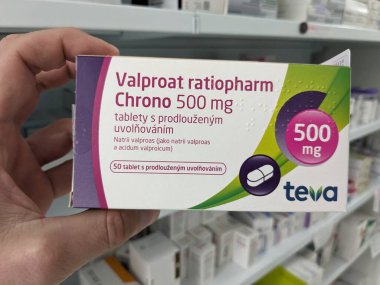 Valproat ratiopharm
Chrono 500 mg
tablety s prodlouženým
uvolňováním
Natrii valproas (jako natrii valproas
a acidum valproicum)
50 tablet s prodlouženým uvolňováním
500
mg
teva